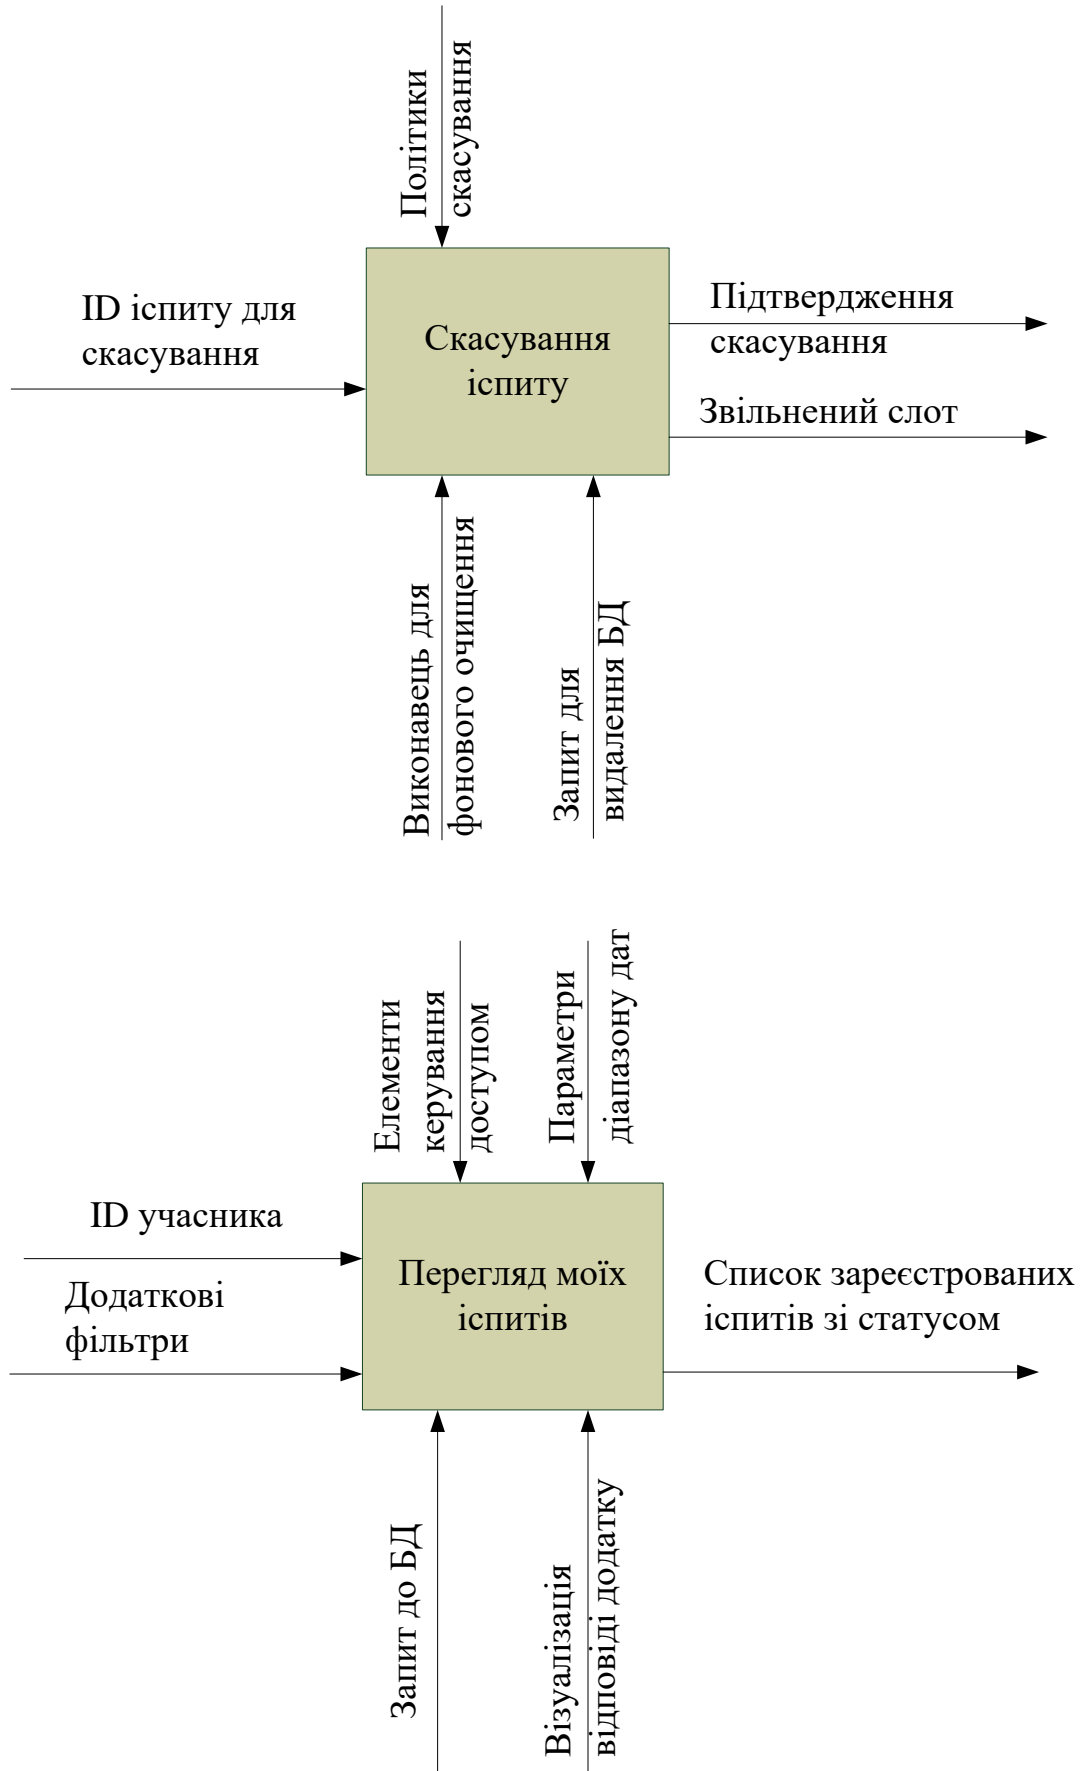 Політики
скасування
ID іспиту для
скасування
Скасування
іспиту
Підтвердження
скасування
Звільнений слот
Виконавець для
фонового очищення
Запит для
видалення БД
Елементи
керування
доступом
Параметри
діапазону дат
ID учасника
Додаткові
фільтри
Перегляд моїх
іспитів
Список зареєстрованих
іспитів зі статусом
Запит до БД
Візуалізація
відповіді додатку